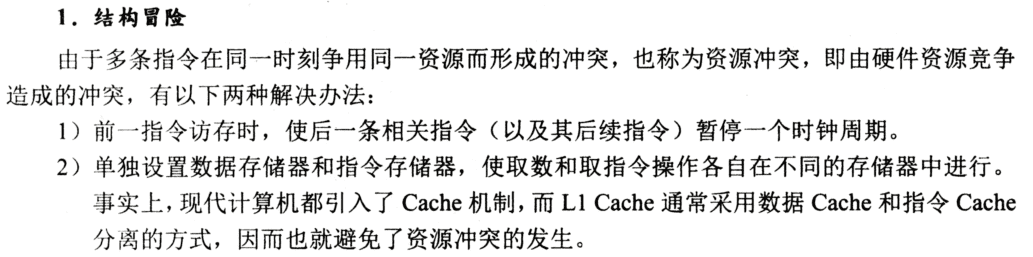 1．结构冒险
由于多条指令在同一时刻争用同一资源而形成的冲突，也称为资源冲突，即由硬件资源竞争
造成的冲突，有以下两种解决办法：
1）前一指令访存时，使后一条相关指令（以及其后续指令）暂停一个时钟周期。
2）单独设置数据存储器和指令存储器，使取数和取指令操作各自在不同的存储器中进行。
事实上，现代计算机都引入了 Cache 机制，而 L1 Cache 通常采用数据 Cache 和指令 Cache
分离的方式，因而也就避免了资源冲突的发生。